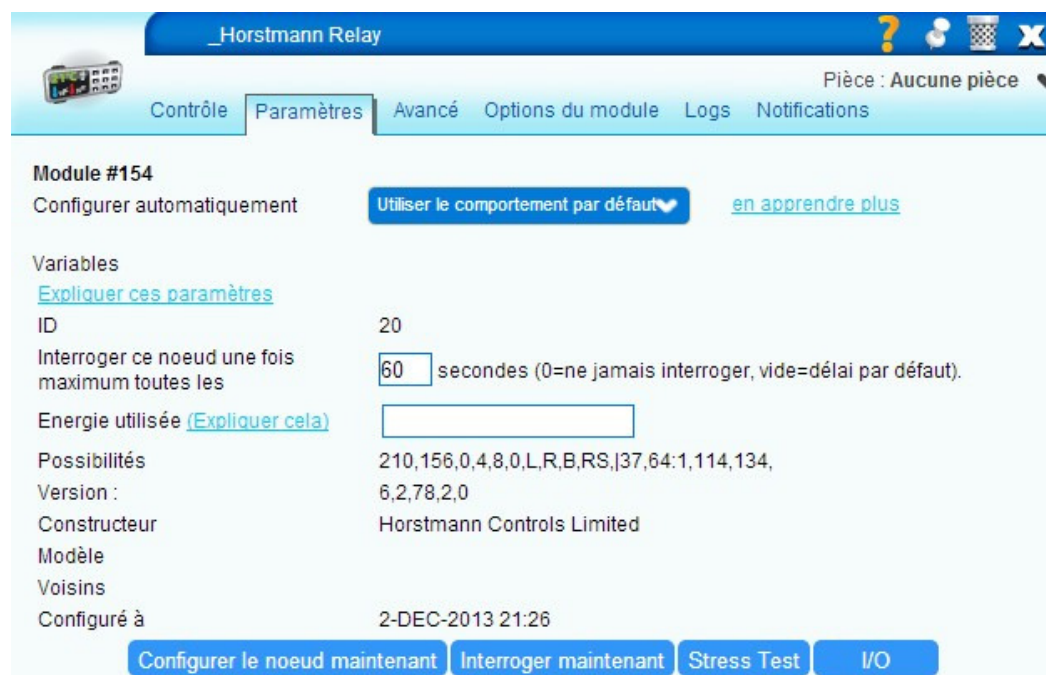 _Horstmann Relay
Pièce : Aucune pièce
Contrôle Paramètres Avancé Options du module Logs Notifications
Module #154
Configurer automatiquement Utiliser le comportement par défaut en apprendre plus
Variables
Expliquer ces paramètres
ID 20
Interroger ce noeud une fois
maximum toutes les 60 secondes (0=ne jamais interroger, vide=délai par défaut).
Energie utilisée (Expliquer cela)
Possibilités 210,156,0,4,8,0,L,R,B,RS,|37,64:1,114,134,
Version : 6,2,78,2,0
Constructeur Horstmann Controls Limited
Modèle
Voisins
Configuré à 2-DEC-2013 21:26
Configurer le noeud maintenant Interroger maintenant Stress Test I/O